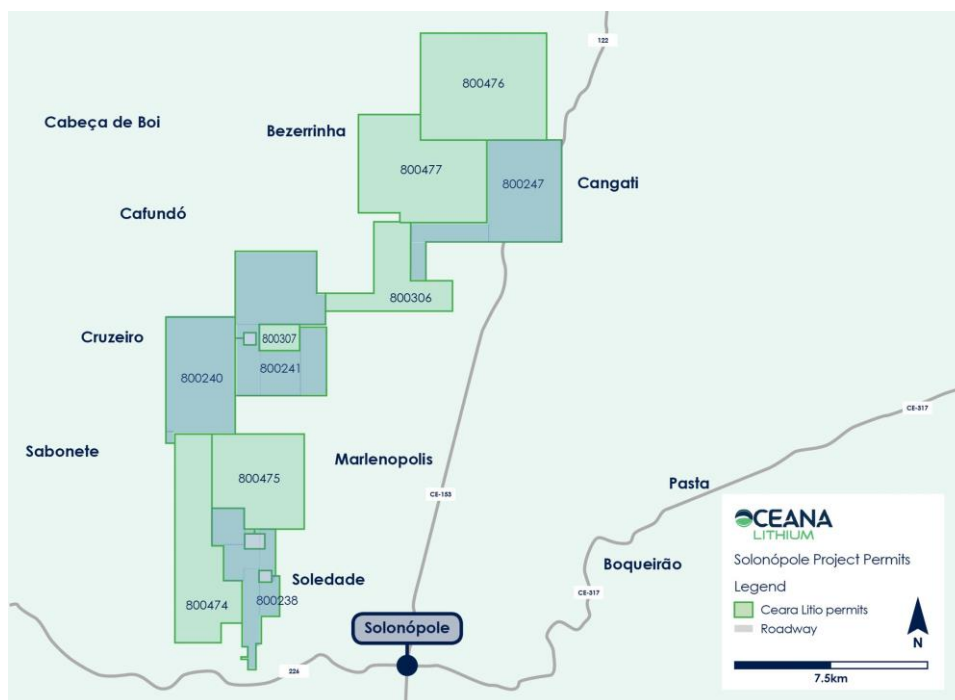 122
800476
Cabeça de Boi
Bezerrinha
800477
800247
Cangati
Cafundó
800306
Cruzeiro
800307
800241
800240
Sabonete
Marlenopolis
800475
Pasta
CE-153
CE-317
OCEANA
LITHIUM
Solonópole Project Permits
Legend
Ceara Litio permits
Roadway
N
7.5km
Boqueirão
CE-317
Soledade
800238
800474
Solonópole
226